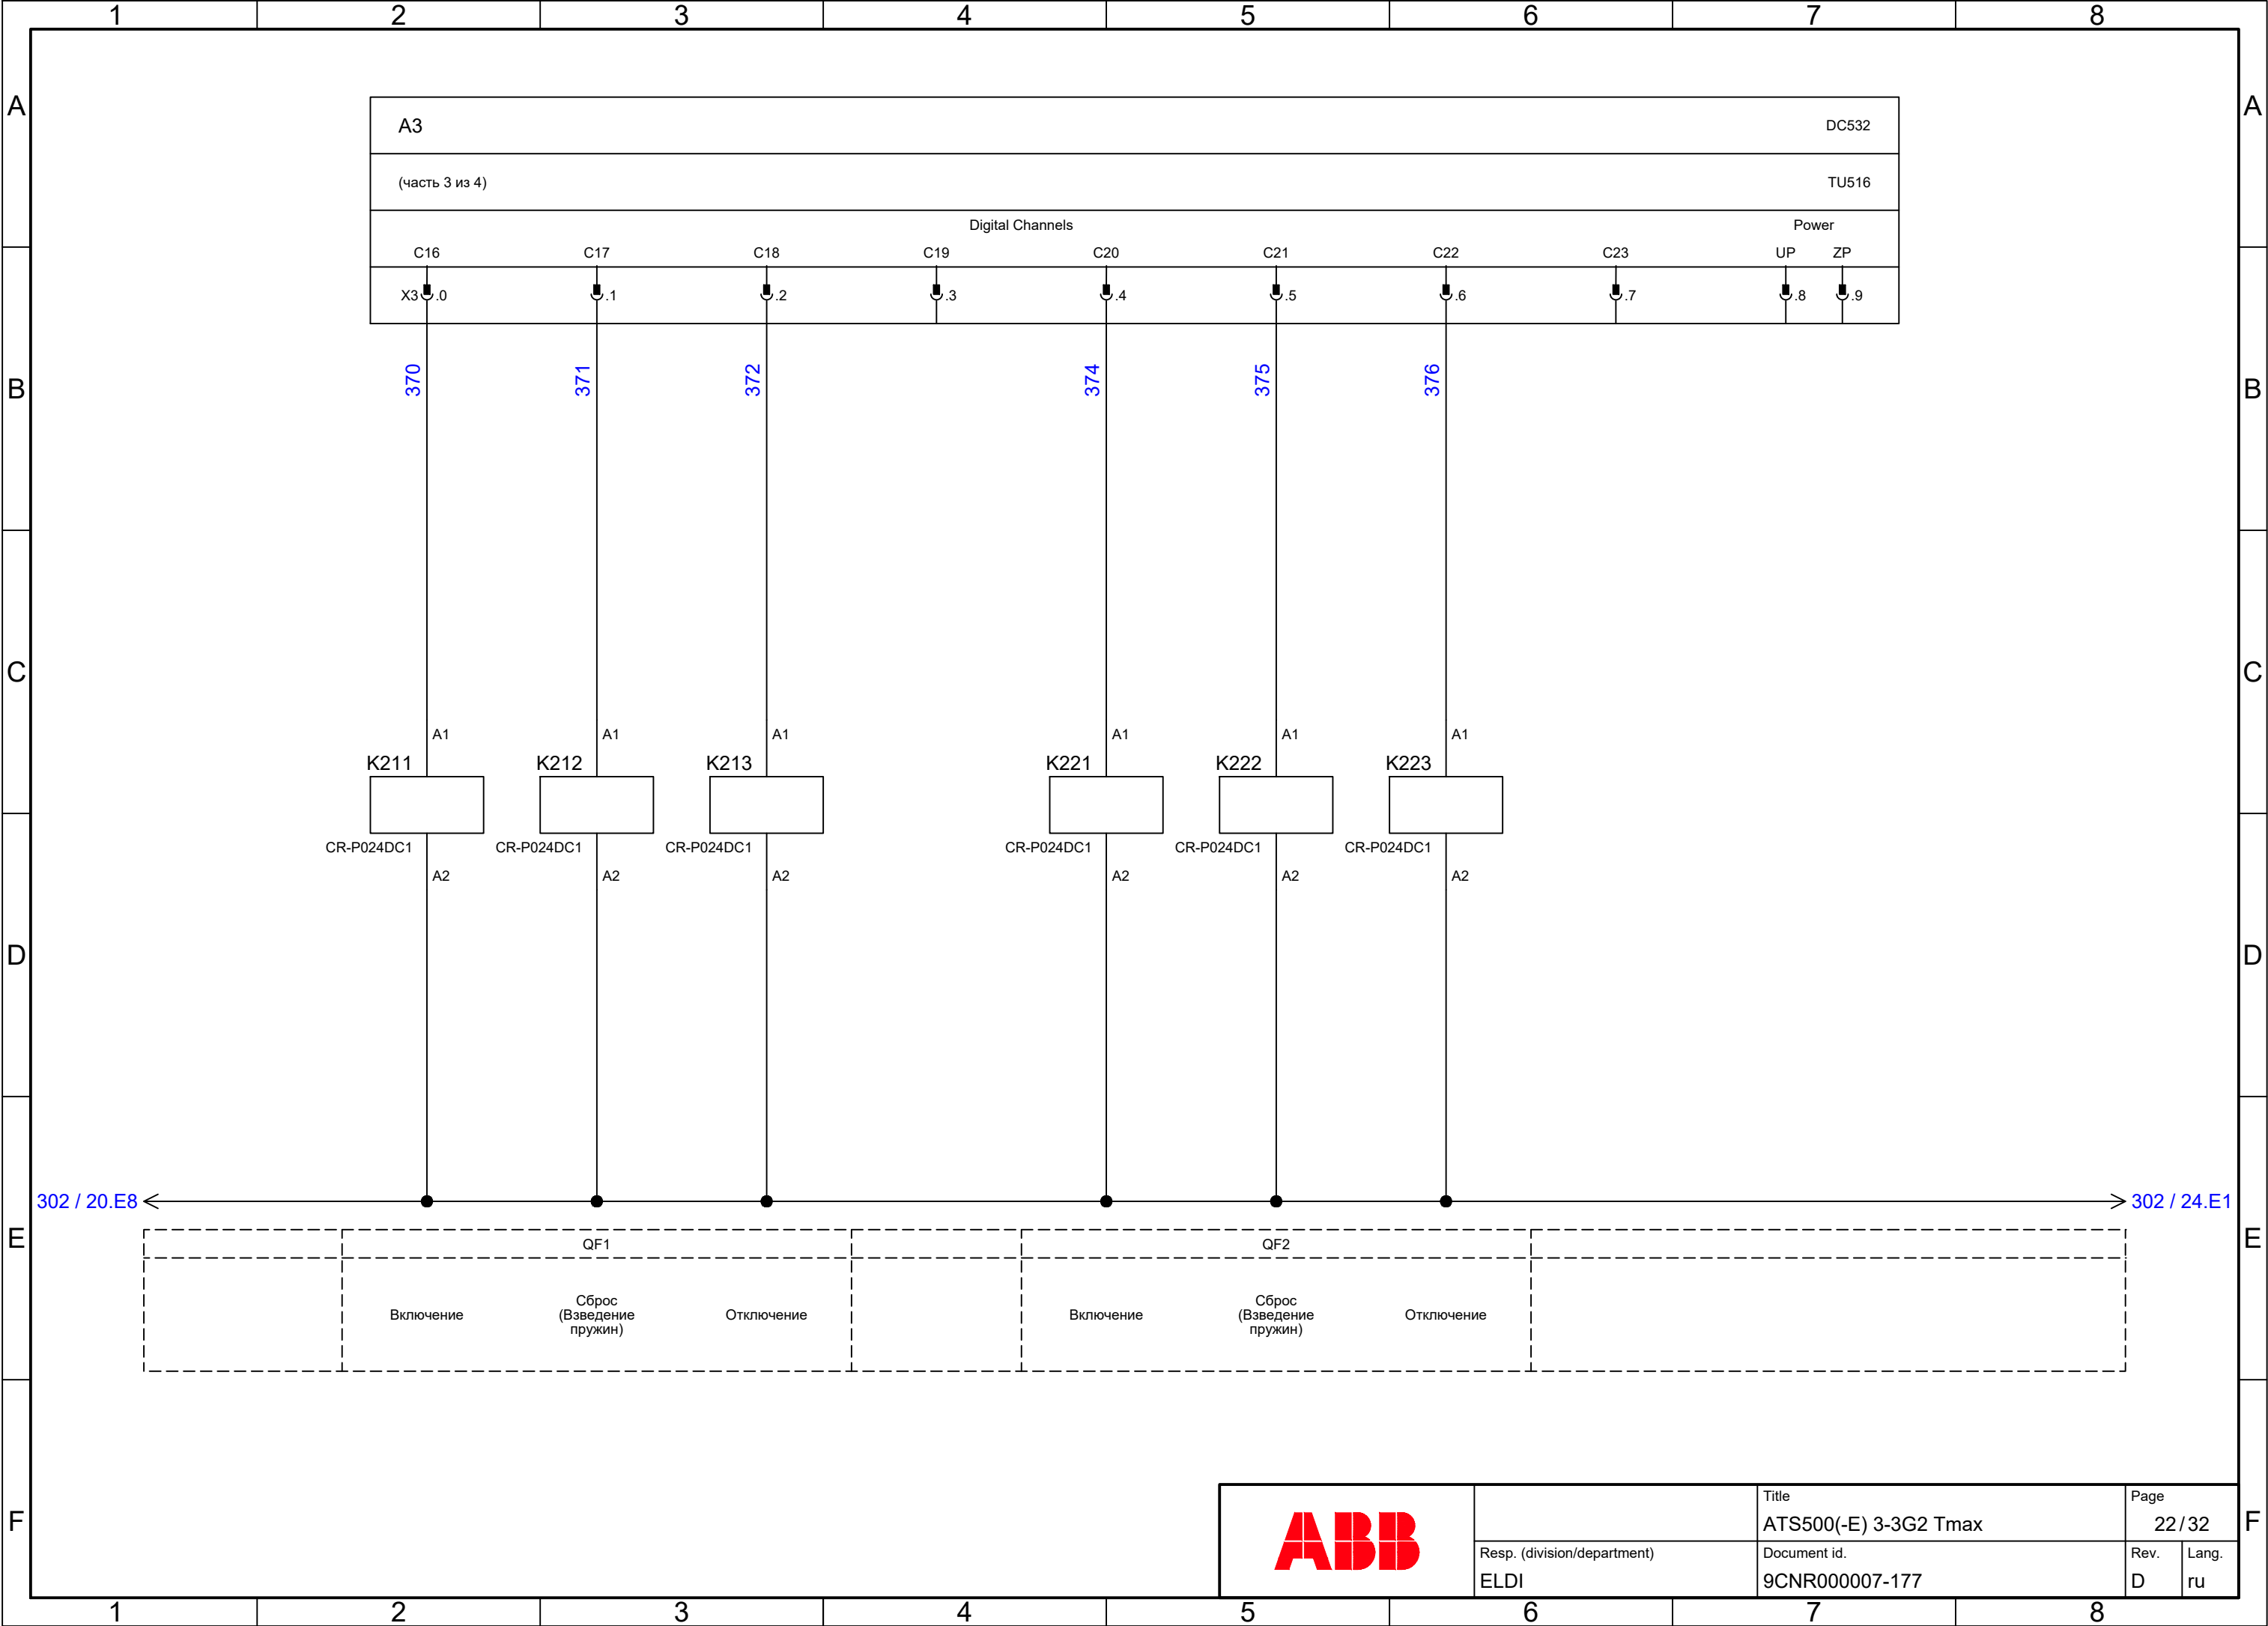 1 2 3 4 5 6 7 8
A A
A3 DC532
(часть 3 из 4) TU516
Digital Channels Power
C16 C17 C18 C19 C20 C21 C22 C23 UP ZP
X3 .0 .1 .2 .3 .4 .5 .6 .7 .8 .9
370 371 372 374 375 376
B B
C C
A1 A1 A1 A1 A1 A1
K211 K212 K213 K221 K222 K223
CR-P024DC1 CR-P024DC1 CR-P024DC1 CR-P024DC1 CR-P024DC1 CR-P024DC1
A2 A2 A2 A2 A2 A2
D D
302 / 20.E8 302 / 24.E1
E E
QF1 QF2
Включение
Сброс
(Взведение
пружин)
Отключение
Включение
Сброс
(Взведение
пружин)
Отключение
F F
ABB
Title
ATS500(-E) 3-3G2 Tmax
Page
22/32
Resp. (division/department)
ELDI
Document id.
9CNR000007-177
Rev.
D
Lang.
ru
1 2 3 4 5 6 7 8